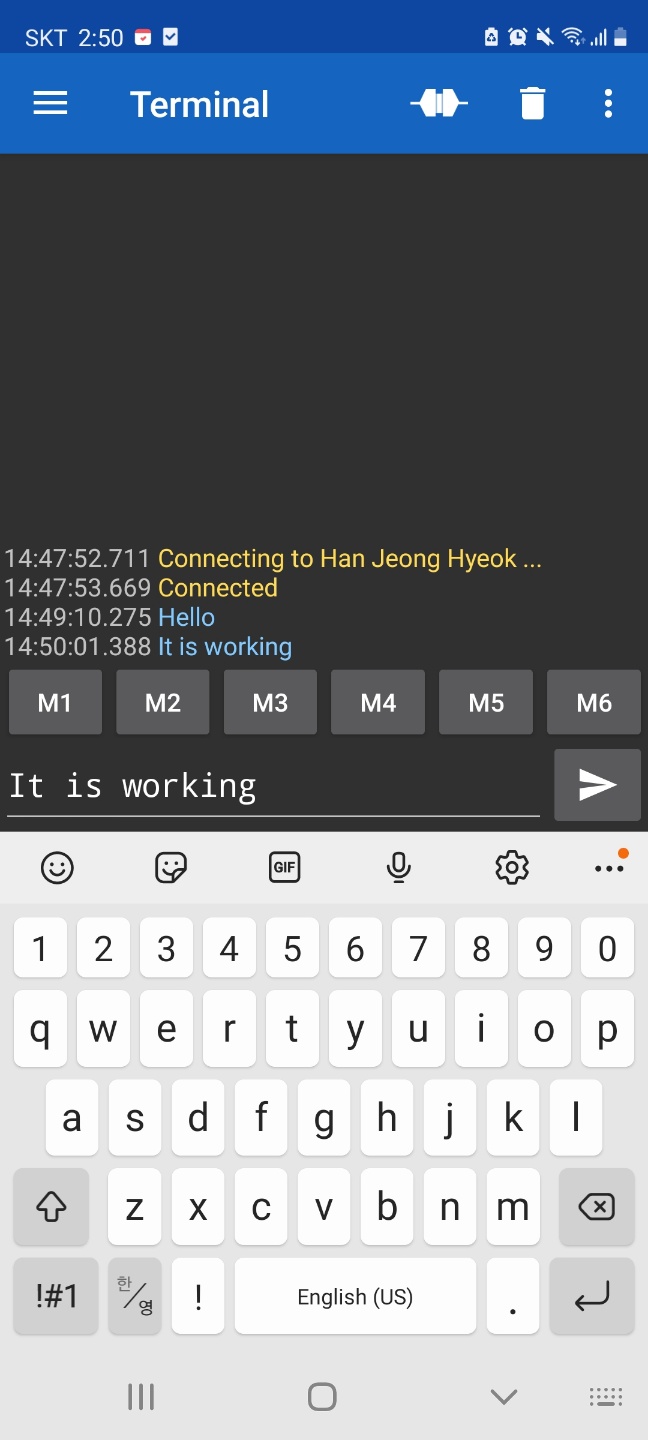 SKT 2:50
Terminal
14:47:52.711 Connecting to Han Jeong Hyeok ...
14:47:53.669 Connected
14:49:10.275 Hello
14:50:01.388 It is working
M1 M2 M3 M4 M5 M6
It is working
GIF
1 2 3 4 5 6 7 8 9 0
q w e r t y u i o p
a s d f g h j k l
z x c v b n m
!#1 한/영 ! English (US) .